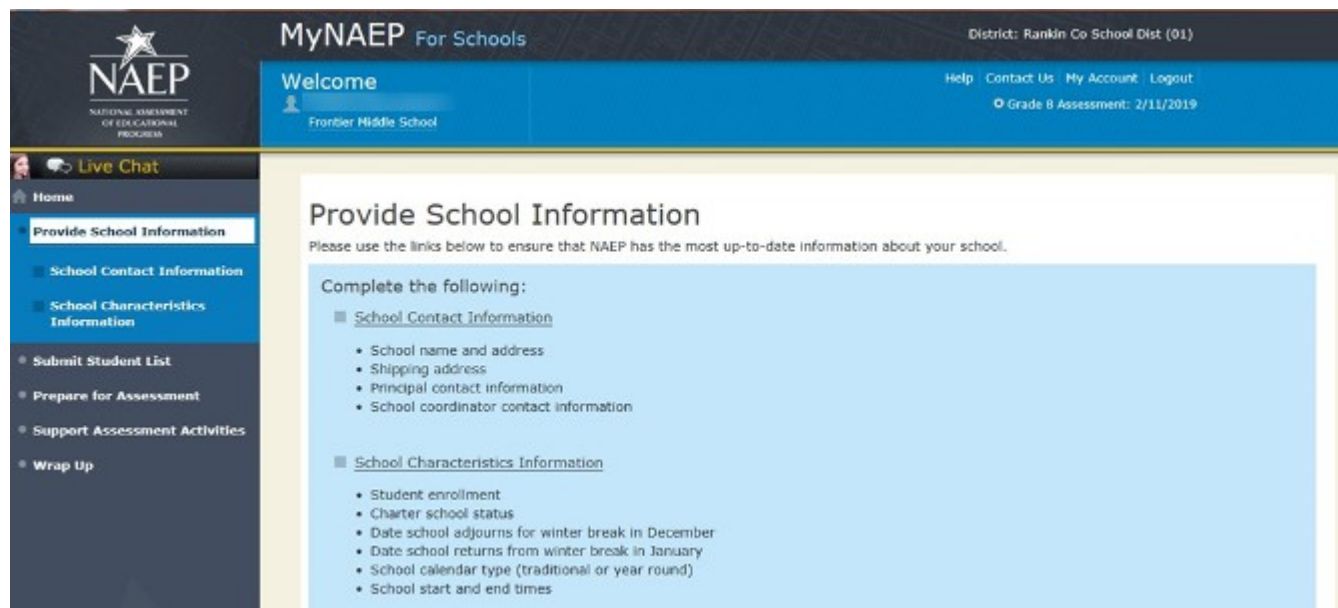 NAEP
NATIONAL ASSESSMENT
OF EDUCATIONAL
PROGRESS
MyNAEP For Schools
District: Rankin Co School Dist (01)
Welcome
Frontier Middle School
Help Contact Us My Account Logout
Grade 8 Assessment: 2/11/2019
Live Chat
Home
Provide School Information
School Contact Information
School Characteristics
Information
Submit Student List
Prepare for Assessment
Support Assessment Activities
Wrap Up
Provide School Information
Please use the links below to ensure that NAEP has the most up-to-date information about your school.
Complete the following:
School Contact Information
• School name and address
• Shipping address
• Principal contact information
• School coordinator contact information
School Characteristics Information
• Student enrollment
• Charter school status
• Date school adjourns for winter break in December
• Date school returns from winter break in January
• School calendar type (traditional or year round)
• School start and end times